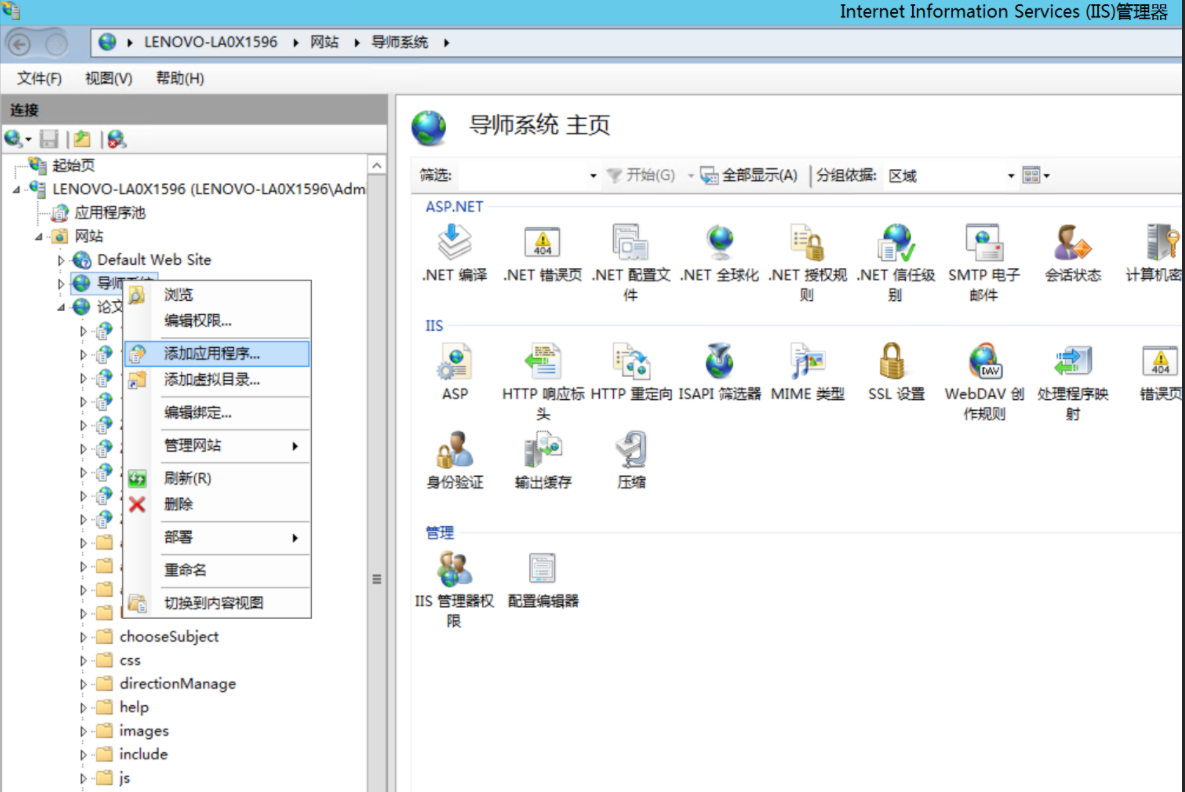 Internet Information Services (IIS)管理器
LENOVO-LA0X1596 网站 导师系统
文件(F) 视图(V) 帮助(H)
连接
起始页
LENOVO-LA0X1596 (LENOVO-LA0X1596\Admi
应用程序池
网站
Default Web Site
导师系统
论文
浏览
编辑权限...
添加应用程序...
添加虚拟目录...
编辑绑定...
管理网站
刷新(R)
删除
部署
重命名
切换到内容视图
chooseSubject
css
directionManage
help
images
include
js
导师系统 主页
筛选: 开始(G) 全部显示(A) 分组依据: 区域
ASP.NET
.NET 编译 .NET 错误页 .NET 配置文 .NET 全球化 .NET 授权规 .NET 信任级 SMTP 电子 会话状态 计算机密
件 则 别 邮件
IIS
ASP HTTP 响应标 HTTP 重定向 ISAPI 筛选器 MIME 类型 SSL 设置 WebDAV 创 处理程序映 错误页
头 作规则 射
身份验证 输出缓存 压缩
管理
IIS 管理器权 配置编辑器
限